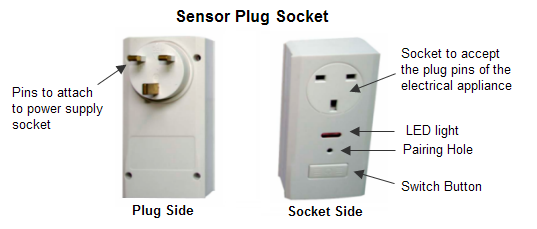 Sensor Plug Socket
Pins to attach
to power supply
socket
Socket to accept
the plug pins of the
electrical appliance
LED light
Pairing Hole
Switch Button
Plug Side
Socket Side